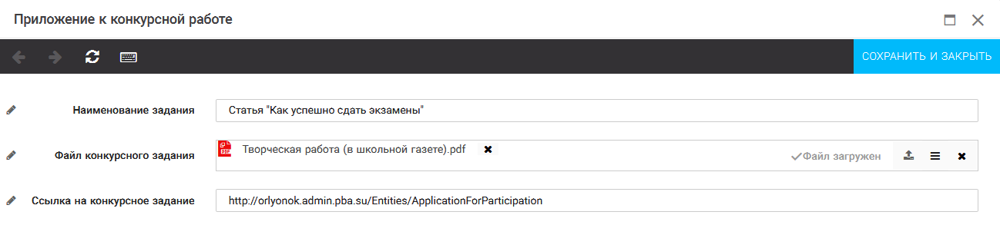 Приложение к конкурсной работе
СОХРАНИТЬ И ЗАКРЫТЬ
Наименование задания Статья "Как успешно сдать экзамены"
Файл конкурсного задания PDF Творческая работа (в школьной газете).pdf Файл загружен
Ссылка на конкурсное задание http://orlyonok.admin.pba.su/Entities/ApplicationForParticipation